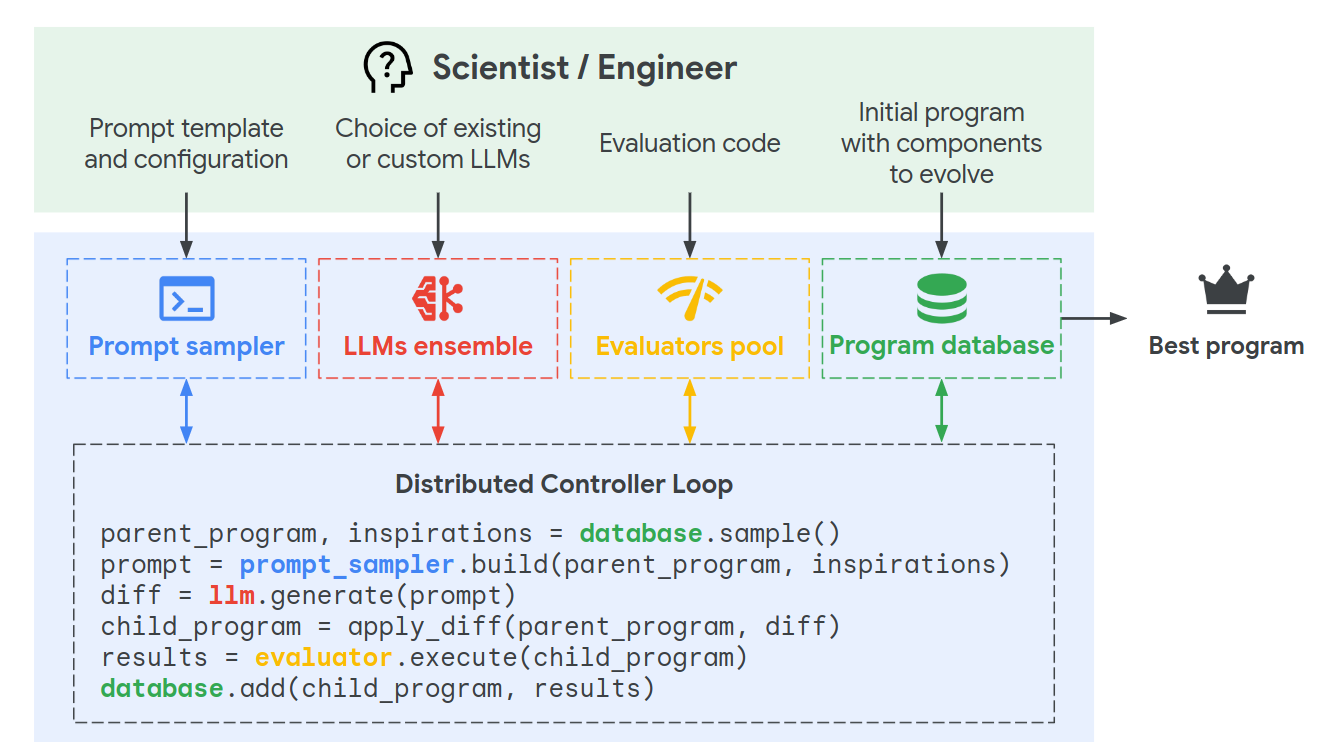 Scientist / Engineer
Prompt template
and configuration
Choice of existing
or custom LLMs
Evaluation code
Initial program
with components
to evolve
Prompt sampler
LLMs ensemble
Evaluators pool
Program database
Best program
Distributed Controller Loop
parent_program, inspirations = database.sample()
prompt = prompt_sampler.build(parent_program, inspirations)
diff = llm.generate(prompt)
child_program = apply_diff(parent_program, diff)
results = evaluator.execute(child_program)
database.add(child_program, results)